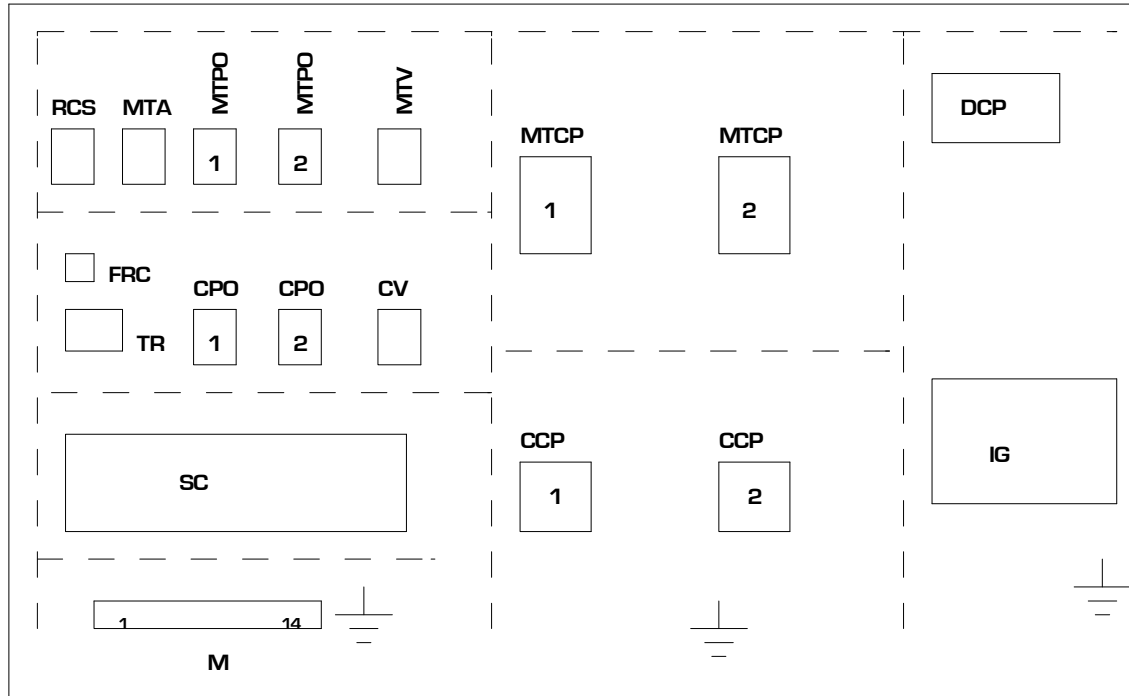 RCS MTA MTPO MTPO MTV
1 2
MTCP MTCP
1 2
DCP
FRC
CPO CPO CV
TR 1 2
SC
CCP CCP
1 2
IG
1 14
M